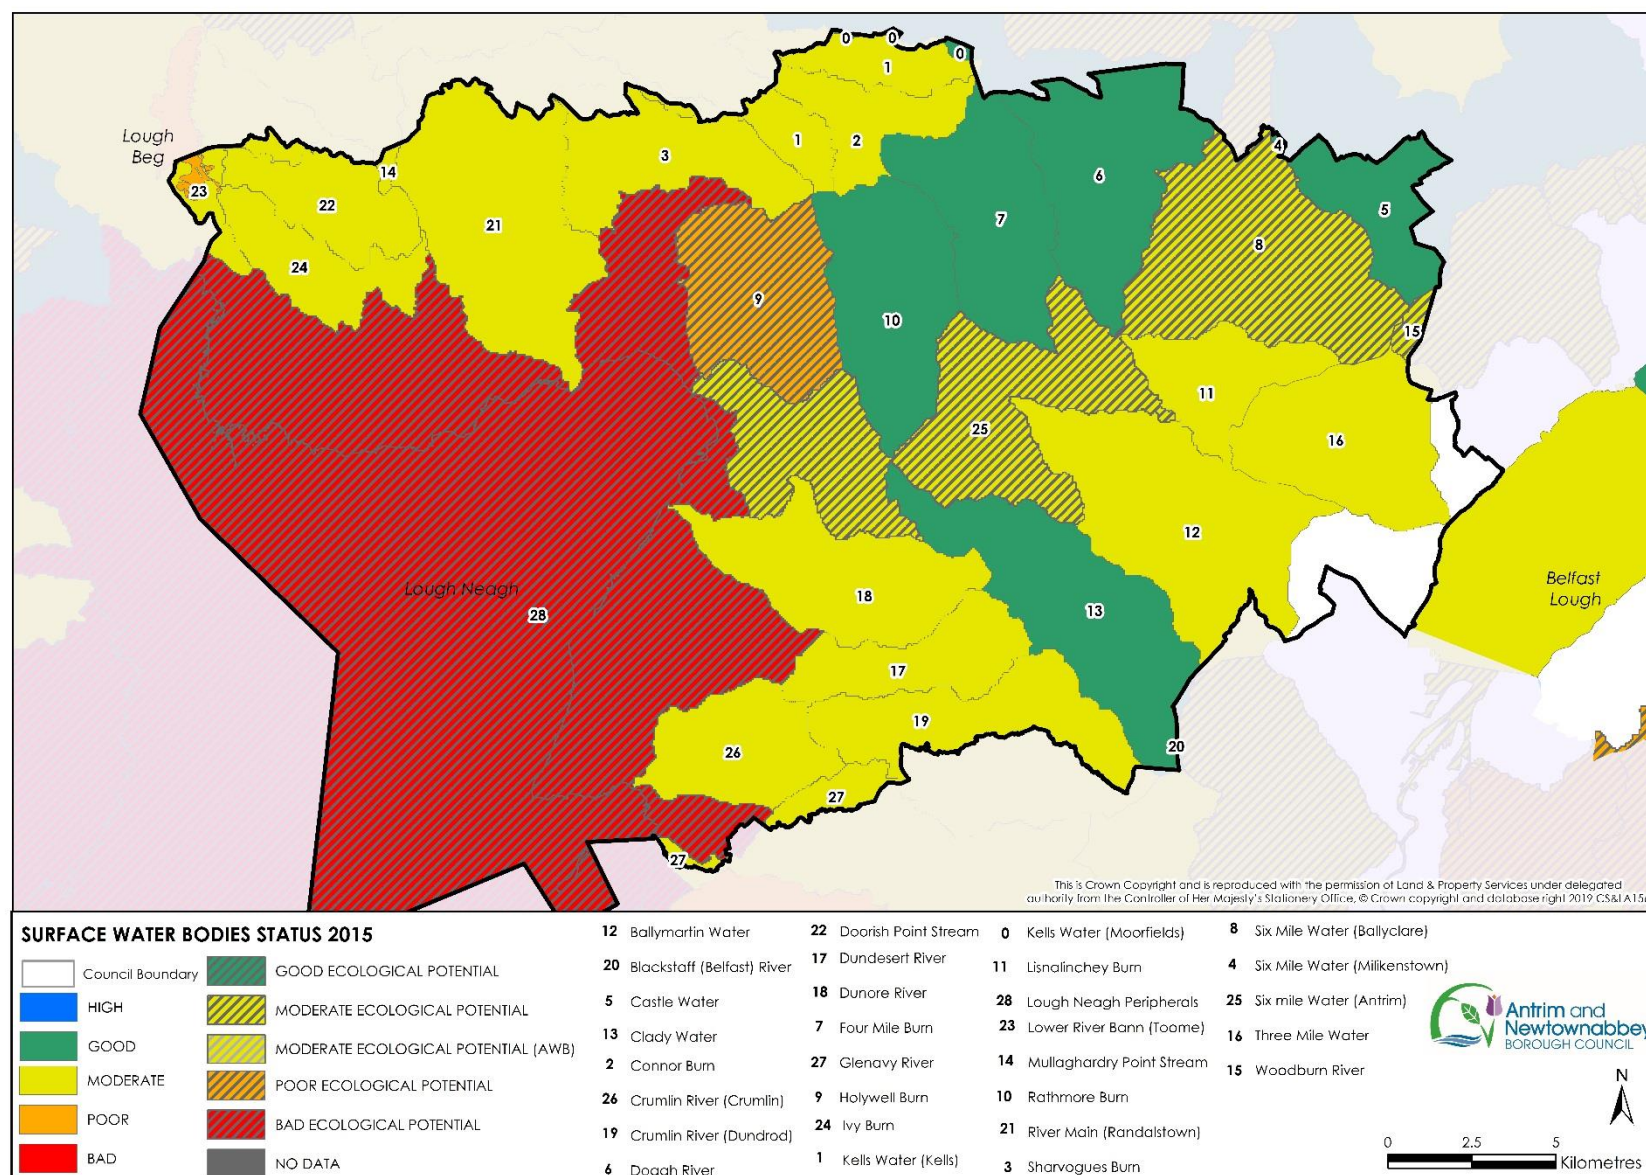 Lough
Beg
0
0
0
1
1
2
3
14
4
23
22
6
5
7
21
8
24
9
10
15
11
25
16
12
Belfast
Lough
Lough Neagh
18
13
28
17
19
26
20
27
27
This is Crown Copyright and is reproduced with the permission of Land & Property Services under delegated
authority from the Controller of Her Majesty's Stationery Office, © Crown copyright and database right 2019 CS&LA156
SURFACE WATER BODIES STATUS 2015
Council Boundary
HIGH
GOOD
MODERATE
POOR
BAD
GOOD ECOLOGICAL POTENTIAL
MODERATE ECOLOGICAL POTENTIAL
MODERATE ECOLOGICAL POTENTIAL (AWB)
POOR ECOLOGICAL POTENTIAL
BAD ECOLOGICAL POTENTIAL
NO DATA
12 Ballymartin Water
20 Blackstaff (Belfast) River
5 Castle Water
13 Clady Water
2 Connor Burn
26 Crumlin River (Crumlin)
19 Crumlin River (Dundrod)
6 Doagh River
22 Doorish Point Stream
17 Dundesert River
18 Dunore River
7 Four Mile Burn
27 Glenavy River
9 Holywell Burn
24 Ivy Burn
1 Kells Water (Kells)
0 Kells Water (Moorfields)
11 Lisnalinchey Burn
28 Lough Neagh Peripherals
23 Lower River Bann (Toome)
14 Mullaghardry Point Stream
10 Rathmore Burn
21 River Main (Randalstown)
3 Sharvogues Burn
8 Six Mile Water (Ballyclare)
4 Six Mile Water (Milikenstown)
25 Six mile Water (Antrim)
16 Three Mile Water
15 Woodburn River
Antrim and
Newtownabbey
BOROUGH COUNCIL
N
0 2.5 5
Kilometres